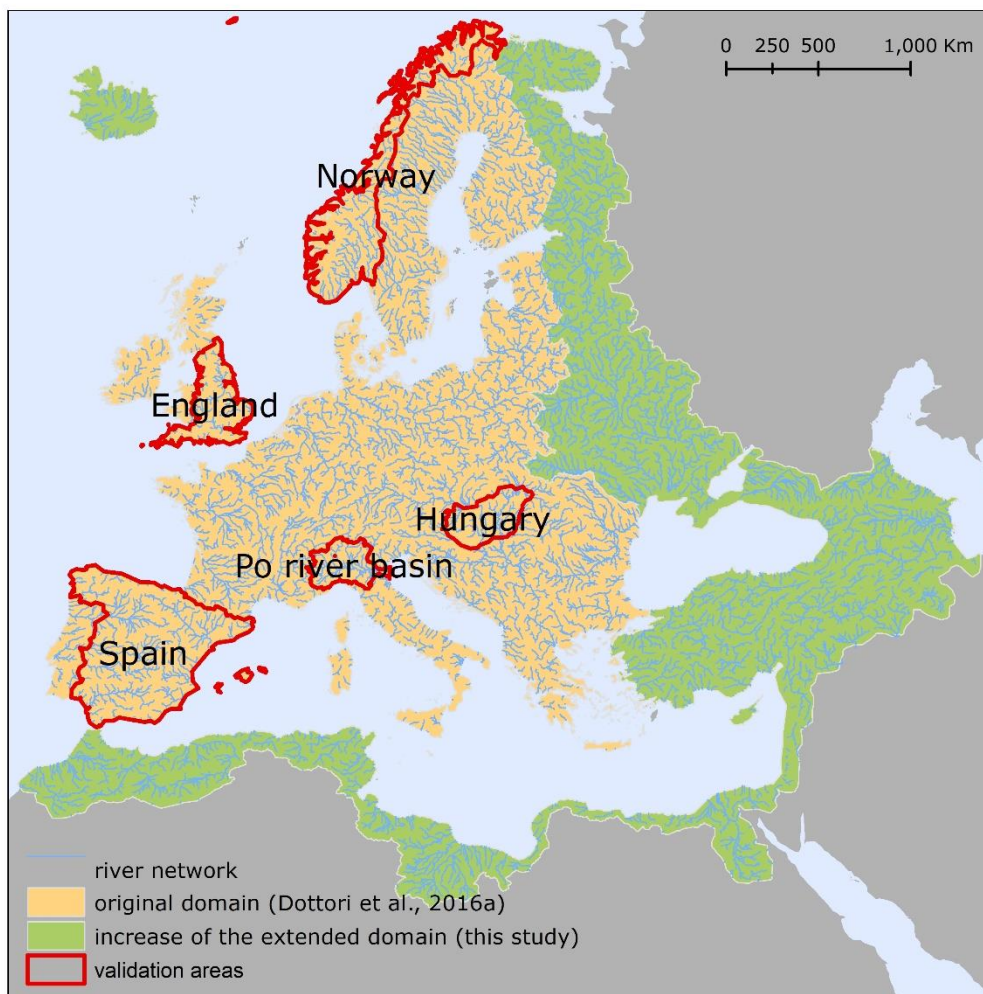 0 250 500 1,000 Km
Norway
England
Hungary
Po river basin
Spain
river network
original domain (Dottori et al., 2016a)
increase of the extended domain (this study)
validation areas